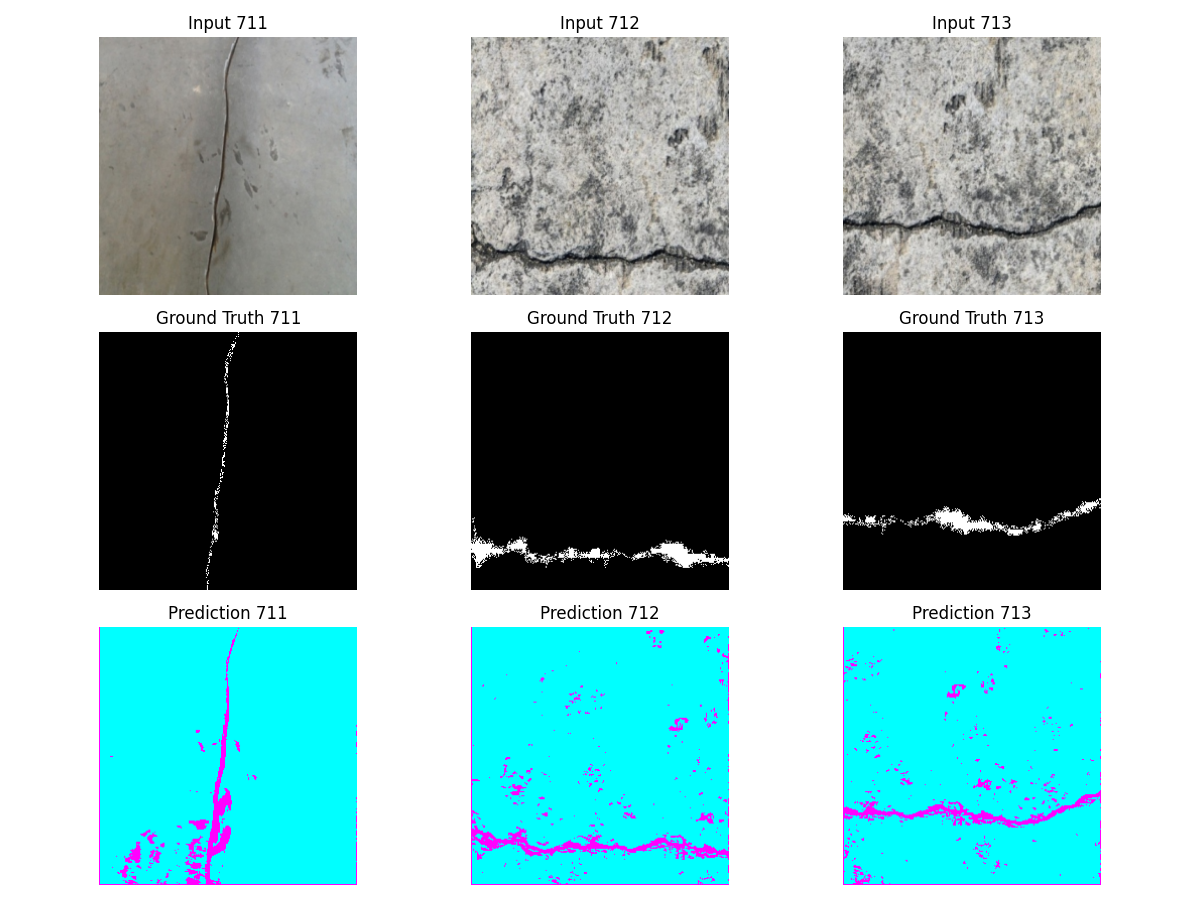 Input 711
Input 712
Input 713
Ground Truth 711
Ground Truth 712
Ground Truth 713
Prediction 711
Prediction 712
Prediction 713